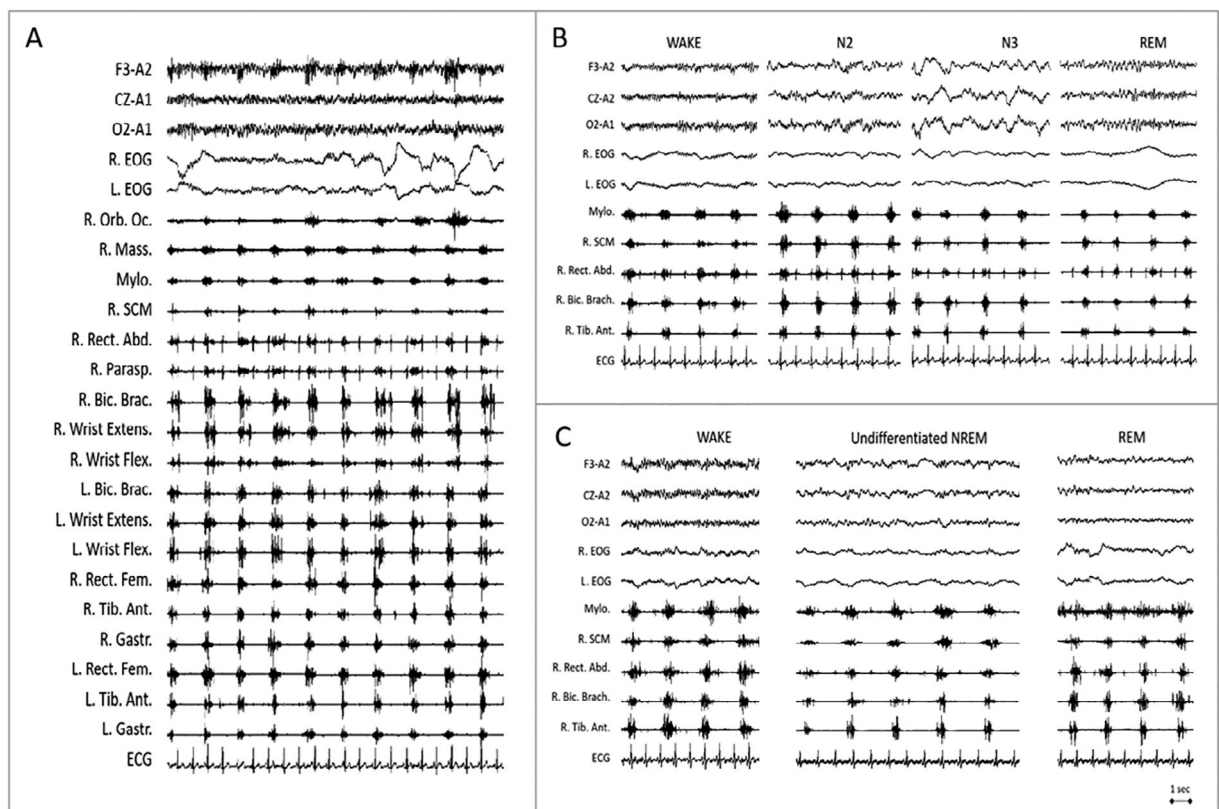 A
F3-A2
CZ-A1
O2-A1
R. EOG
L. EOG
R. Orb. Oc.
R. Mass.
Mylo.
R. SCM
R. Rect. Abd.
R. Parasp.
R. Bic. Brac.
R. Wrist Extens.
R. Wrist Flex.
L. Bic. Brac.
L. Wrist Extens.
L. Wrist Flex.
R. Rect. Fem.
R. Tib. Ant.
R. Gastr.
L. Rect. Fem.
L. Tib. Ant.
L. Gastr.
ECG
B
WAKE N2 N3 REM
F3-A2
CZ-A2
O2-A1
R. EOG
L. EOG
Mylo.
R. SCM
R. Rect. Abd.
R. Bic. Brach.
R. Tib. Ant.
ECG
C
WAKE Undifferentiated NREM REM
F3-A2
CZ-A2
O2-A1
R. EOG
L. EOG
Mylo.
R. SCM
R. Rect. Abd.
R. Bic. Brach.
R. Tib. Ant.
ECG
1 sec